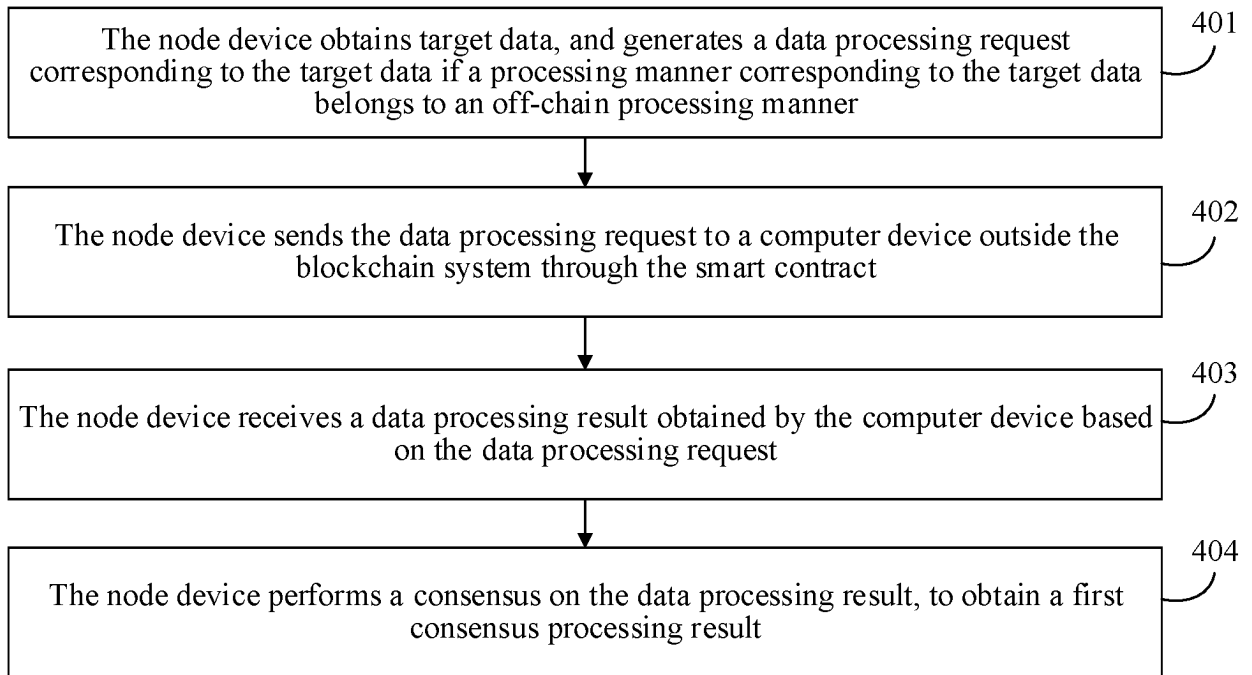 401
The node device obtains target data, and generates a data processing request
corresponding to the target data if a processing manner corresponding to the target data
belongs to an off-chain processing manner
402
The node device sends the data processing request to a computer device outside the
blockchain system through the smart contract
403
The node device receives a data processing result obtained by the computer device based
on the data processing request
404
The node device performs a consensus on the data processing result, to obtain a first
consensus processing result